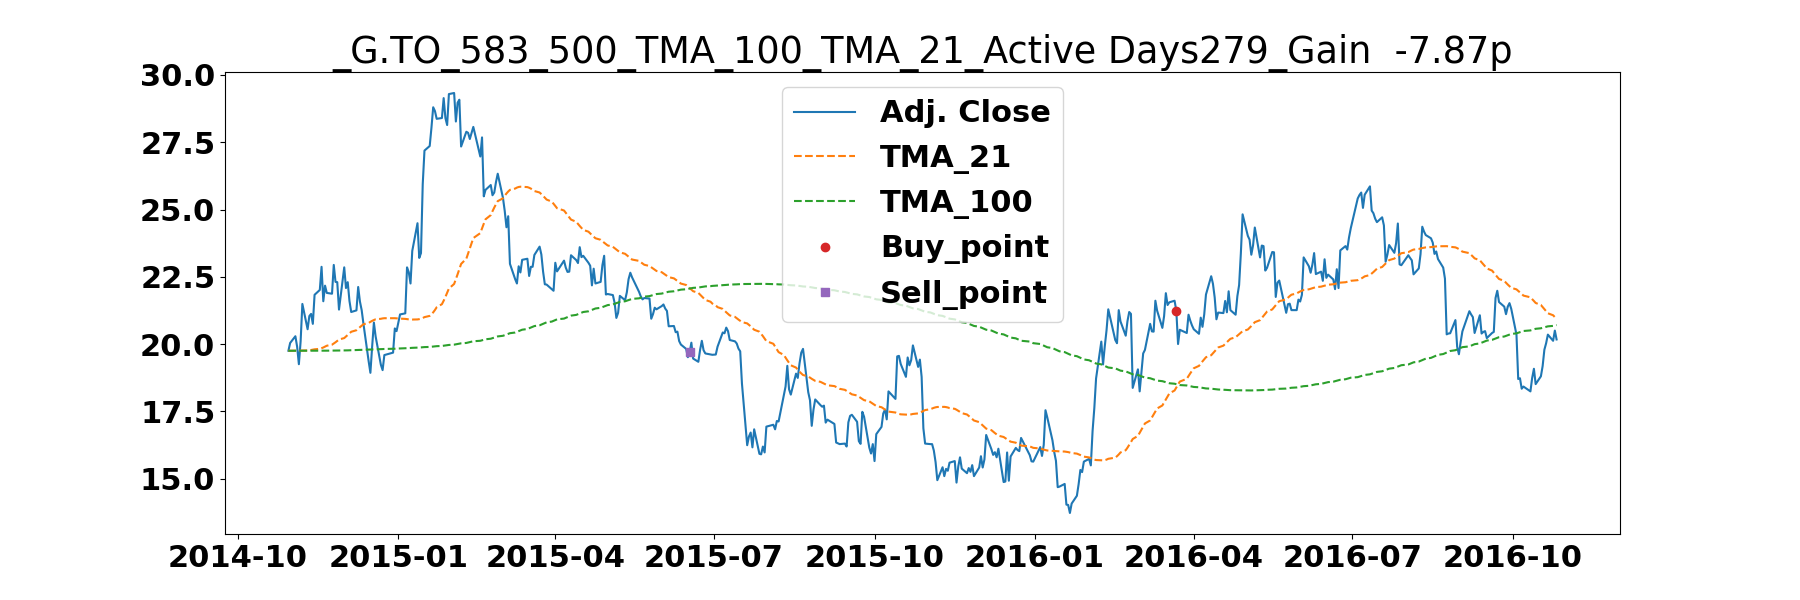 _G.TO_583_500_TMA_100_TMA_21_Active Days279_Gain  -7.87p
30.0
27.5
25.0
22.5
20.0
17.5
15.0
Adj. Close
TMA_21
TMA_100
Buy_point
Sell_point
2014-10 2015-01 2015-04 2015-07 2015-10 2016-01 2016-04 2016-07 2016-10